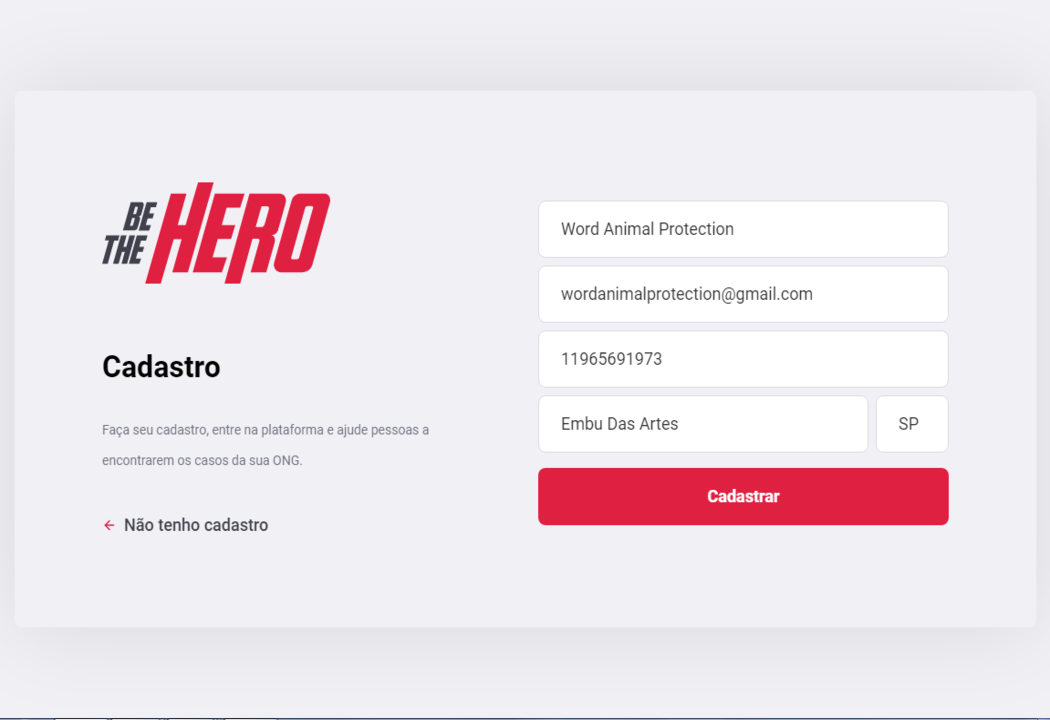 BE
THE
HERO
Cadastro
Faça seu cadastro, entre na plataforma e ajude pessoas a
encontrarem os casos da sua ONG.
← Não tenho cadastro
Word Animal Protection
wordanimalprotection@gmail.com
11965691973
Embu Das Artes
SP
Cadastrar